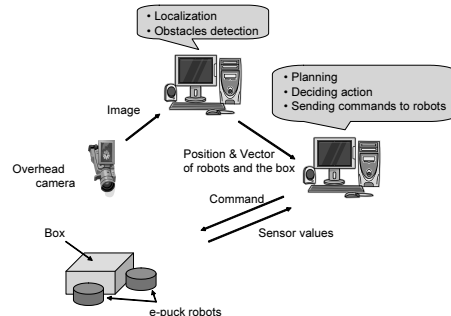 • Localization
• Obstacles detection
• Planning
• Deciding action
• Sending commands to robots
Image
Overhead
camera
Position & Vector
of robots and the box
Command
Sensor values
Box
e-puck robots